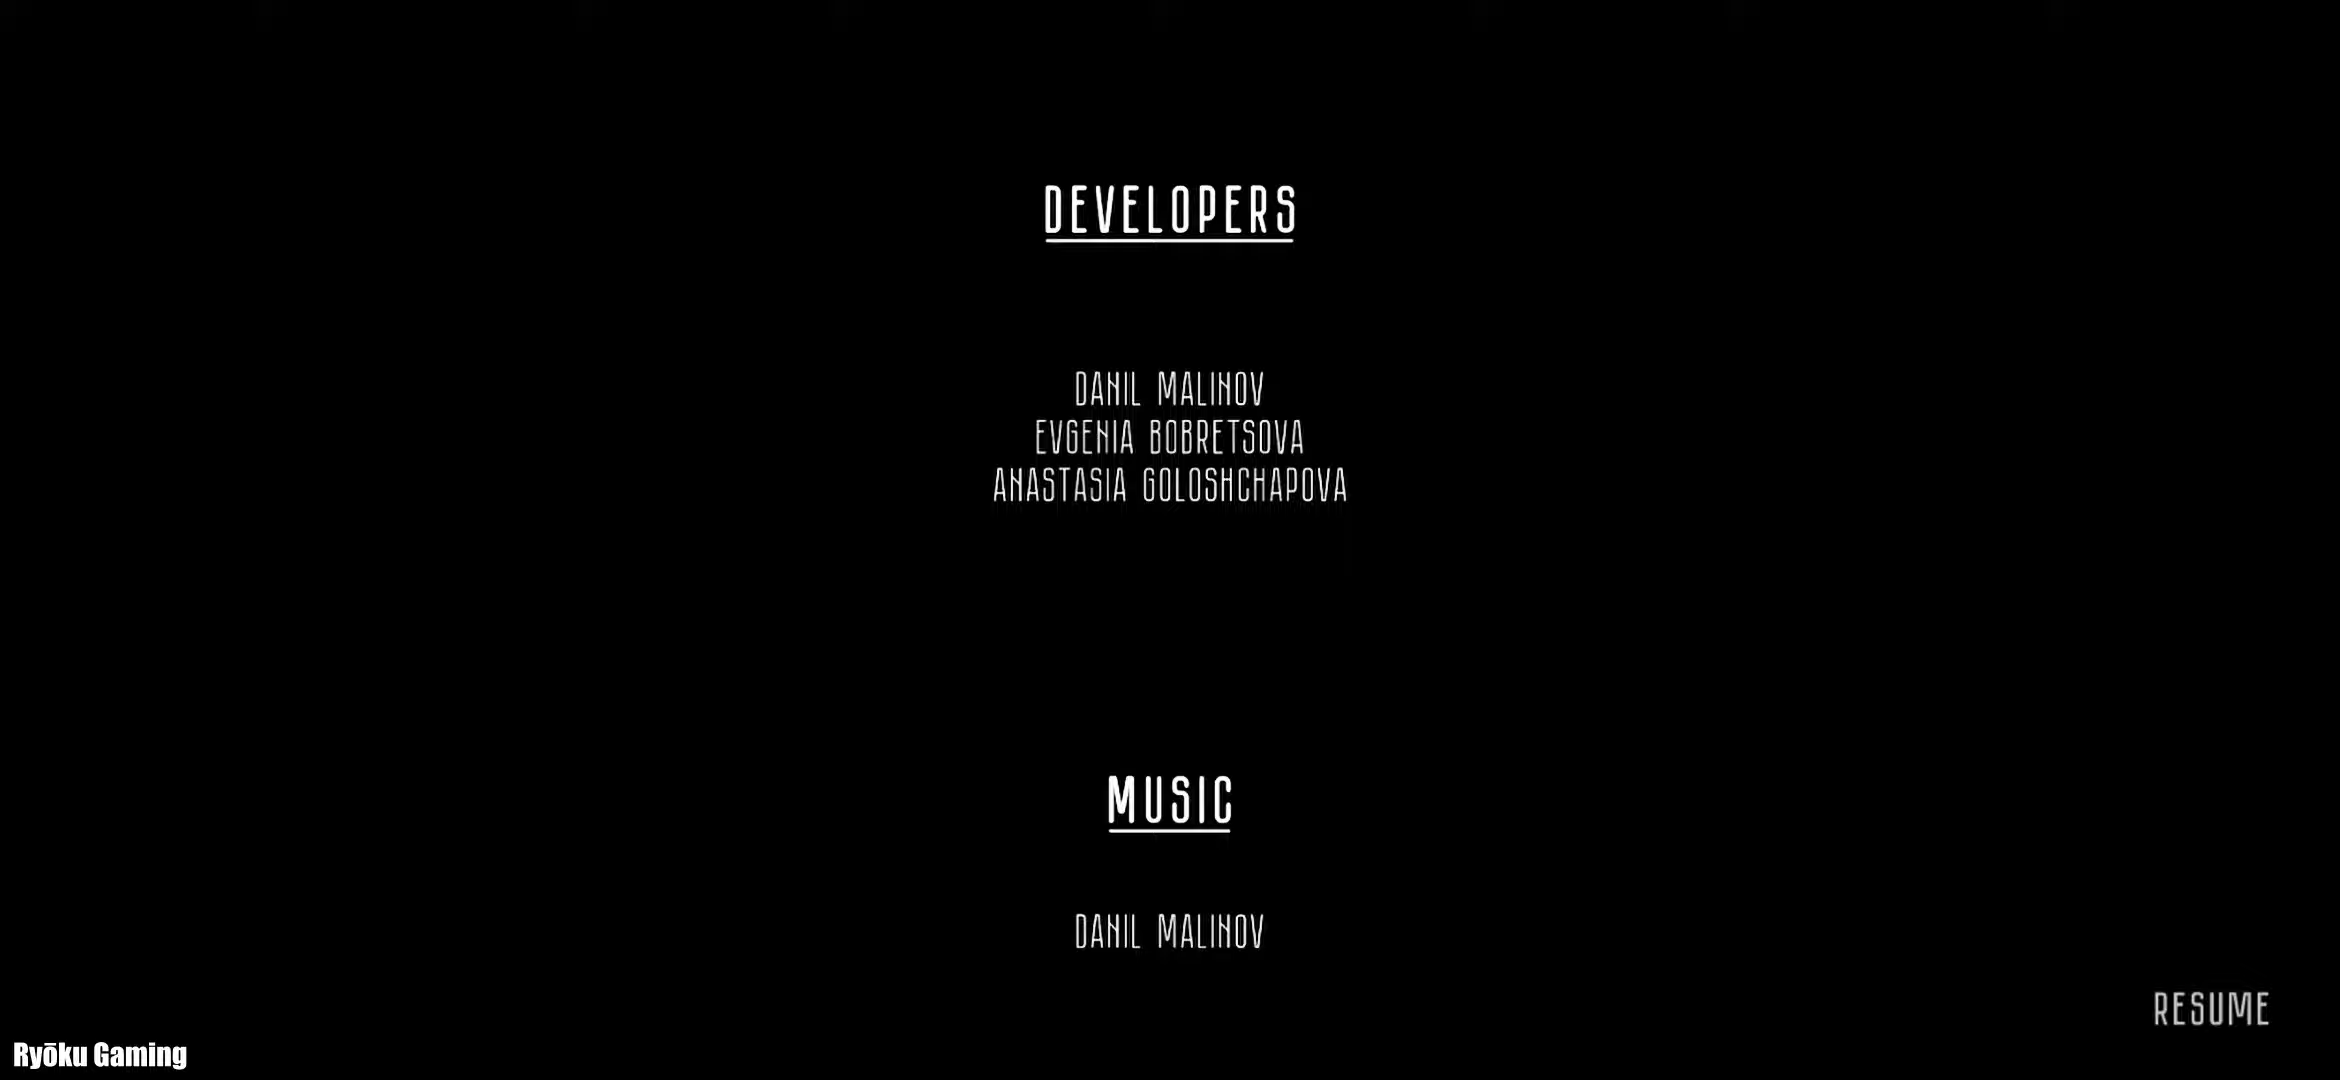 DEVELOPERS
DANIL MALINOV
EVGENIA BOBRETSOVA
ANASTASIA GOLOSHCHAPOVA
MUSIC
DANIL MALINOV
RESUME
Ryōku Gaming